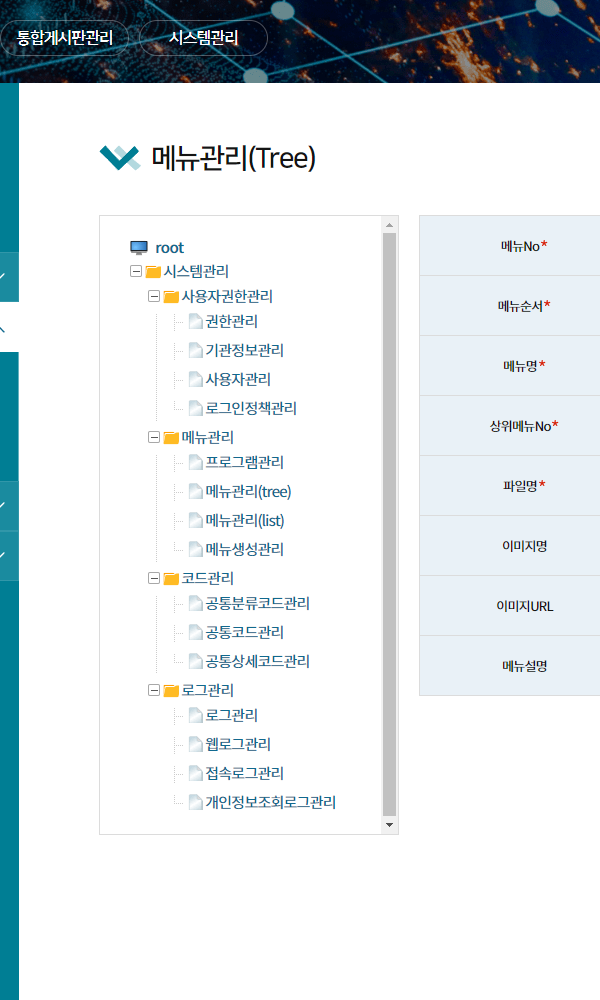 통합게시판관리 시스템관리
메뉴관리(Tree)
root
시스템관리
사용자권한관리
권한관리
기관정보관리
사용자관리
로그인정책관리
메뉴관리
프로그램관리
메뉴관리(tree)
메뉴관리(list)
메뉴생성관리
코드관리
공통분류코드관리
공통코드관리
공통상세코드관리
로그관리
로그관리
웹로그관리
접속로그관리
개인정보조회로그관리
메뉴No*
메뉴순서*
메뉴명*
상위메뉴No*
파일명*
이미지명
이미지URL
메뉴설명